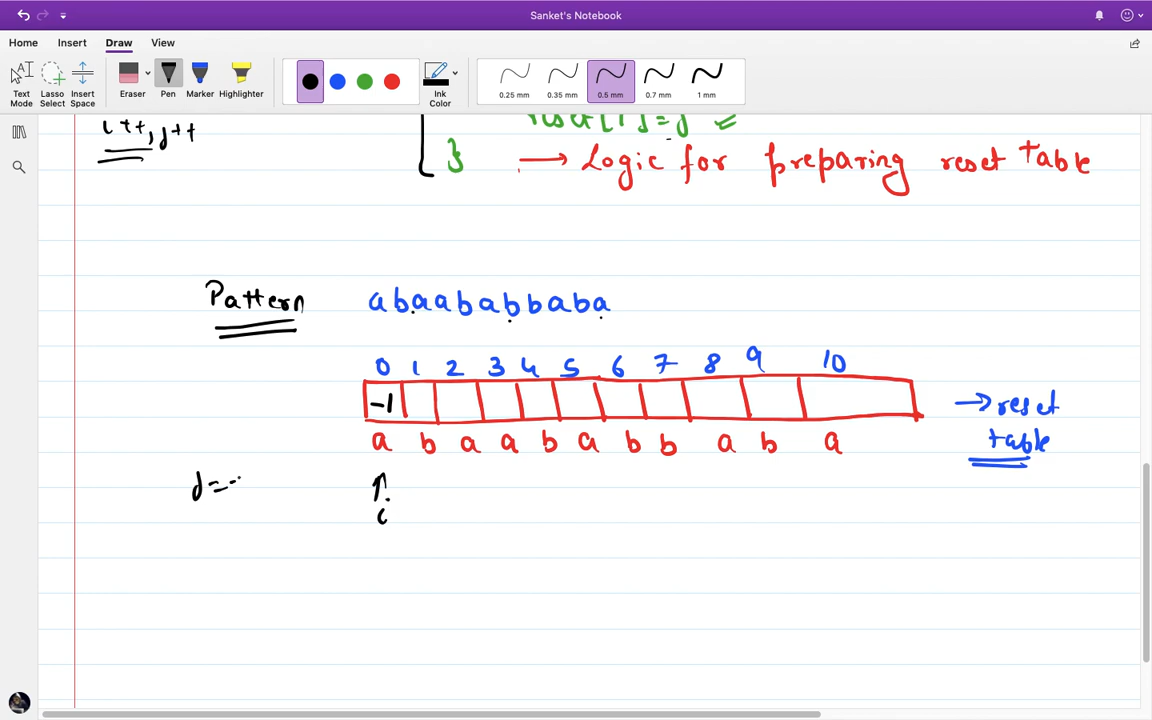 Sanket's Notebook
Home Insert Draw View
Text Mode Lasso Select Insert Space Eraser Pen Marker Highlighter Ink Color 0.25 mm 0.35 mm 0.5 mm 0.7 mm 1 mm
i++, j++
reset[i]=j
}
→ Logic for preparing reset table
Pattern abaababbaba
0 1 2 3 4 5 6 7 8 9 10
-1
→ reset table
a b a a b a b b a b a
j=-
i